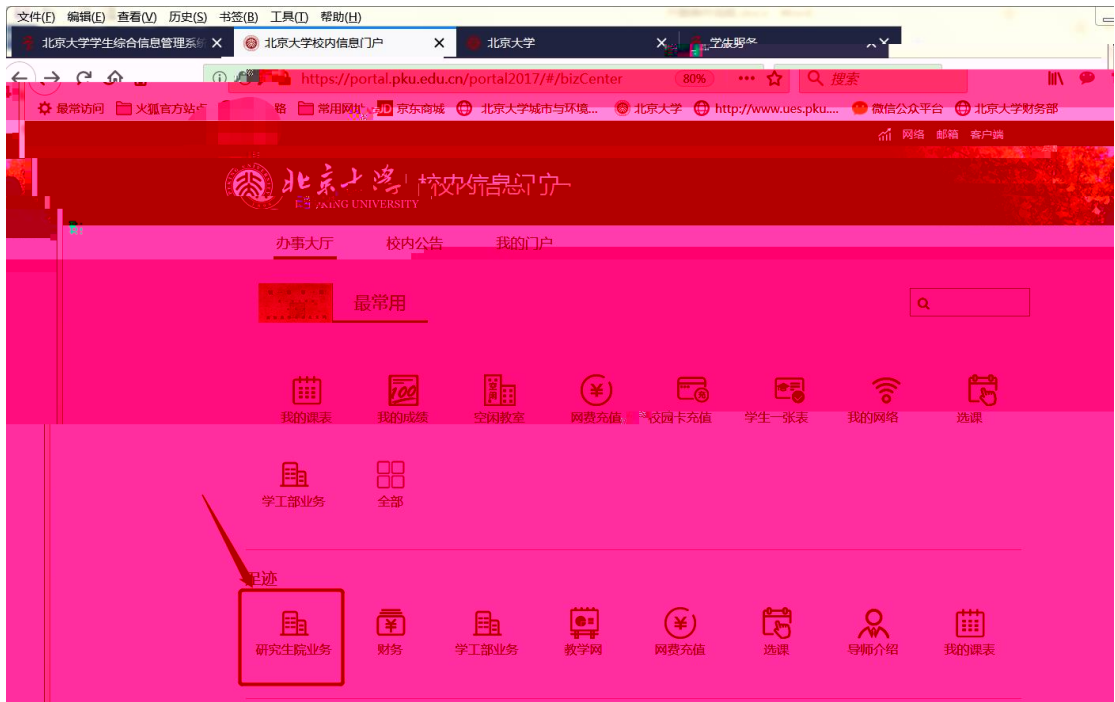 文件(F) 编辑(E) 查看(V) 历史(S) 书签(B) 工具(T) 帮助(H)
北京大学学生综合信息管理系统 北京大学校内信息门户 北京大学
https://portal.pku.edu.cn/portal2017/#/bizCenter 80% 搜索
最常访问 火狐官方站点 常用网址 JD 京东商城 北京大学城市与环境... 北京大学 http://www.ues.pku.... 微信公众平台 北京大学财务部
网络 邮箱 客户端
北京大学 校内信息门户
UNIVERSITY
办事大厅 校内公告 我的门户
最常用
我的课表 我的成绩 空闲教室 网费充值 校园卡充值 学生一张表 我的网络 选课
学工部业务 全部
足迹
研究生院业务 财务 学工部业务 教学网 网费充值 选课 导师介绍 我的课表